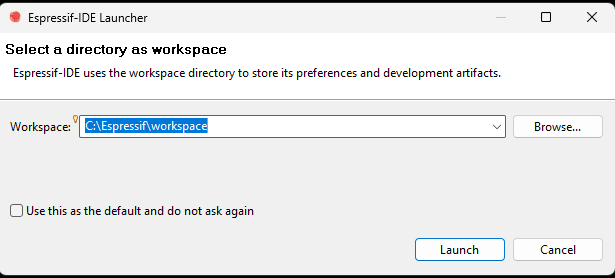 Espressif-IDE Launcher
Select a directory as workspace
Espressif-IDE uses the workspace directory to store its preferences and development artifacts.
Workspace: C:\Espressif\workspace Browse...
Use this as the default and do not ask again
Launch Cancel